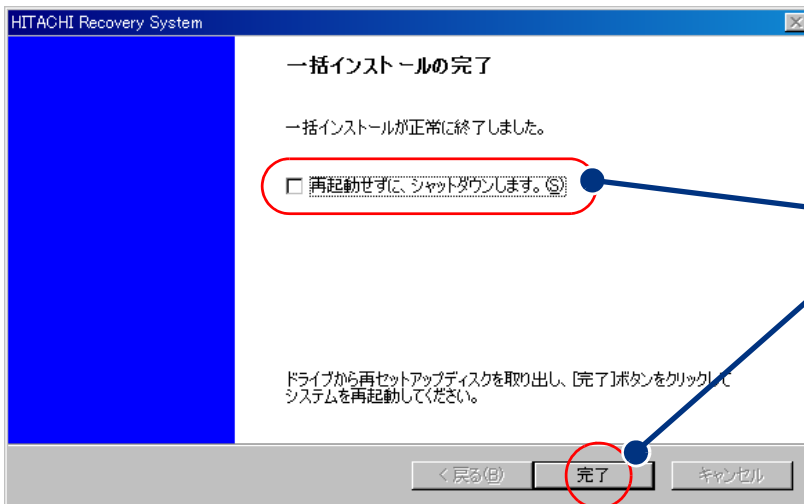 HITACHI Recovery System
一括インストールの完了
一括インストールが正常に終了しました。
再起動せずに、シャットダウンします。(S)
ドライブから再セットアップディスクを取り出し、[完了]ボタンをクリックして
システムを再起動してください。
< 戻る(B)
完了
キャンセル